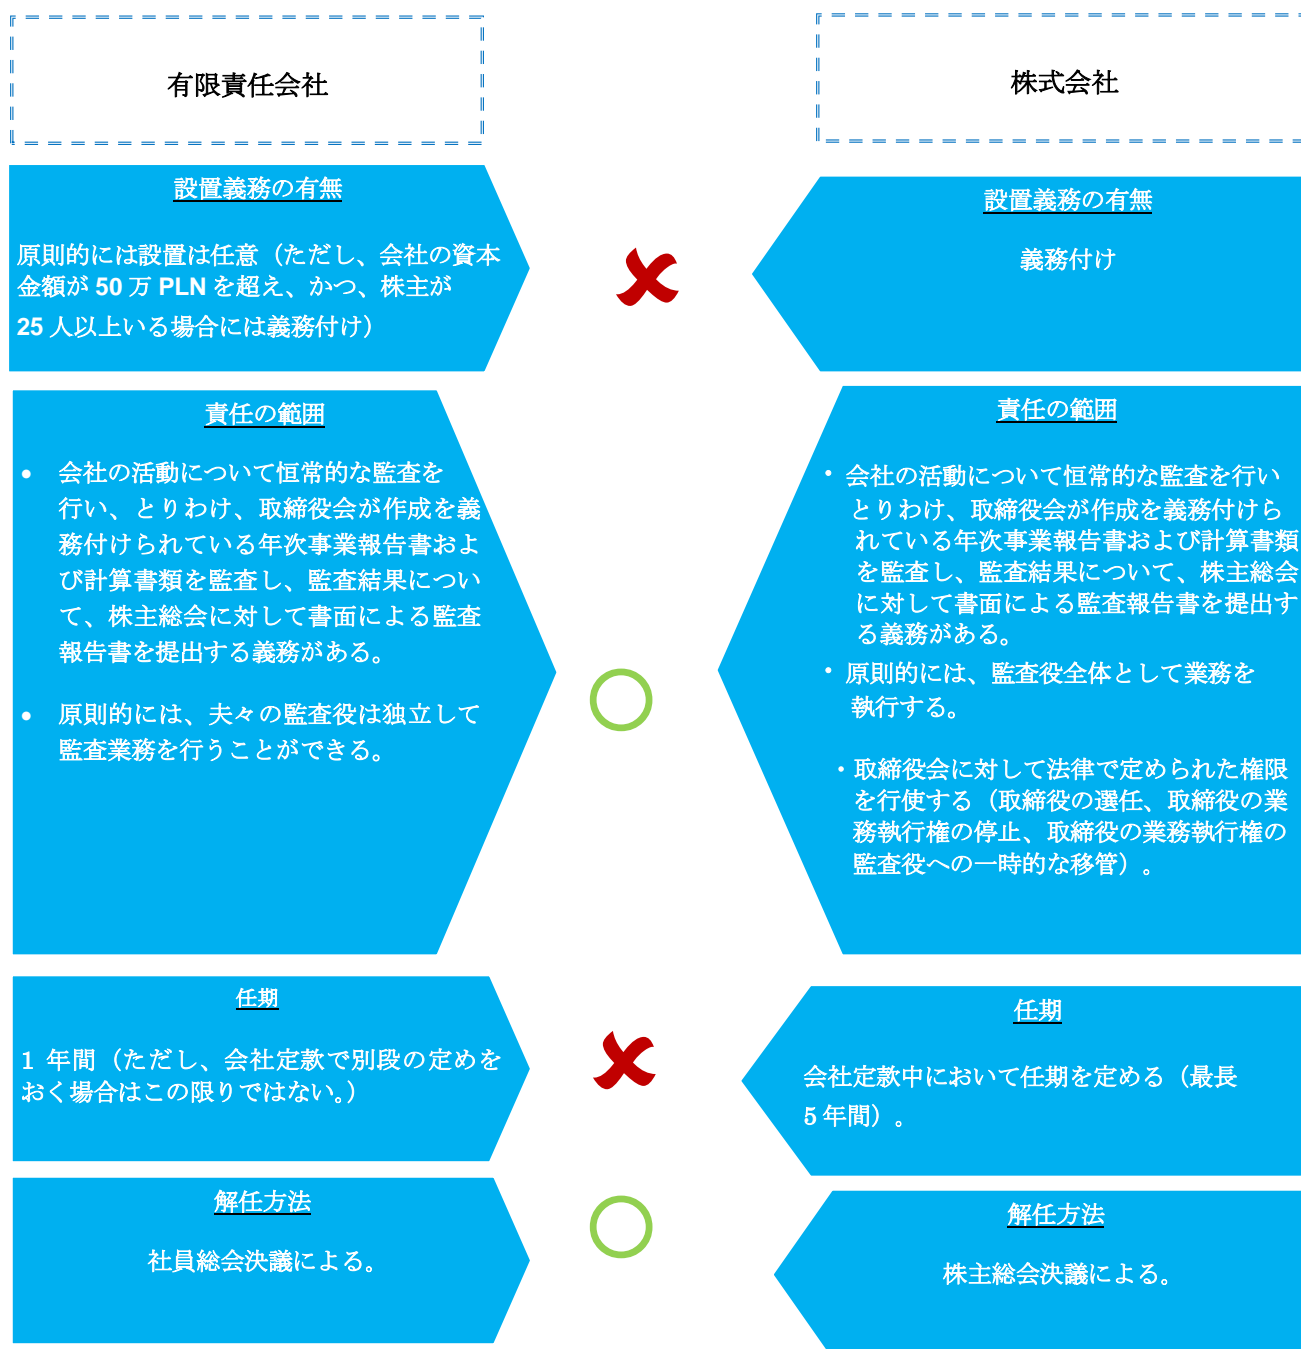 有限責任会社
株式会社
設置義務の有無
原則的には設置は任意（ただし、会社の資本
金額が 50 万 PLN を超え、かつ、株主が
25 人以上いる場合には義務付け）
設置義務の有無
義務付け
責任の範囲
• 会社の活動について恒常的な監査を
行い、とりわけ、取締役会が作成を義
務付けられている年次事業報告書およ
び計算書類を監査し、監査結果につい
て、株主総会に対して書面による監査
報告書を提出する義務がある。
• 原則的には、夫々の監査役は独立して
監査業務を行うことができる。
責任の範囲
・会社の活動について恒常的な監査を行い
とりわけ、取締役会が作成を義務付けら
れている年次事業報告書および計算書類
を監査し、監査結果について、株主総会
に対して書面による監査報告書を提出す
る義務がある。
・原則的には、監査役全体として業務を
執行する。
・取締役会に対して法律で定められた権限
を行使する（取締役の選任、取締役の業
務執行権の停止、取締役の業務執行権の
監査役への一時的な移管）。
任期
1 年間（ただし、会社定款で別段の定めを
おく場合はこの限りではない。）
任期
会社定款中において任期を定める（最長
5 年間）。
解任方法
社員総会決議による。
解任方法
株主総会決議による。